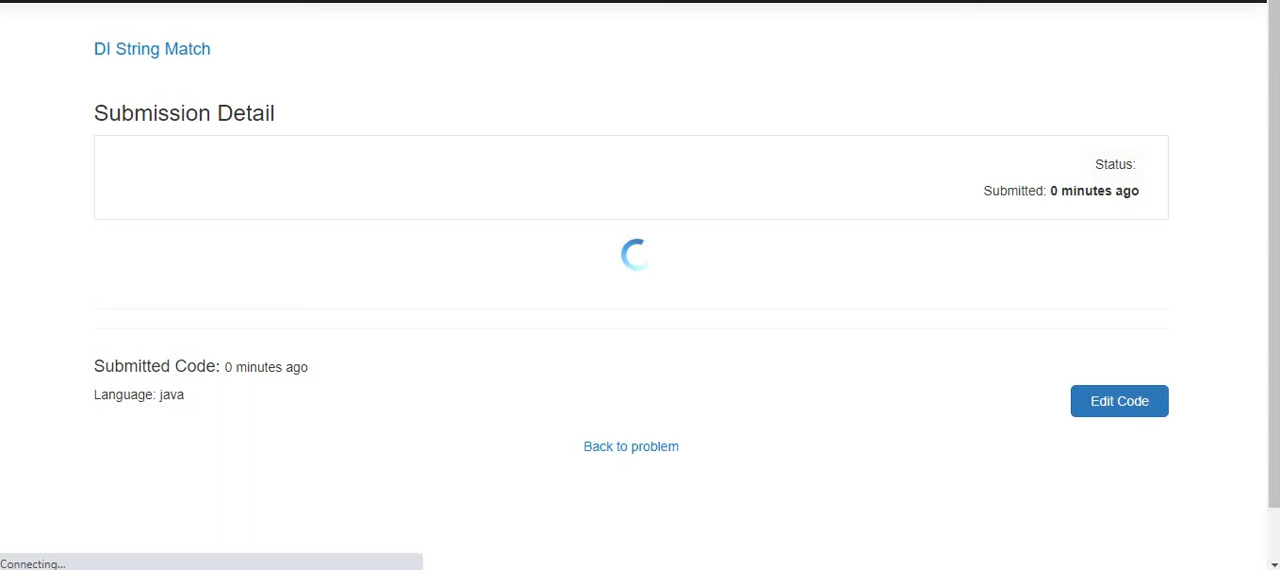 DI String Match
Submission Detail
Status:
Submitted: 0 minutes ago
Submitted Code: 0 minutes ago
Language: java
Edit Code
Back to problem
Connecting...